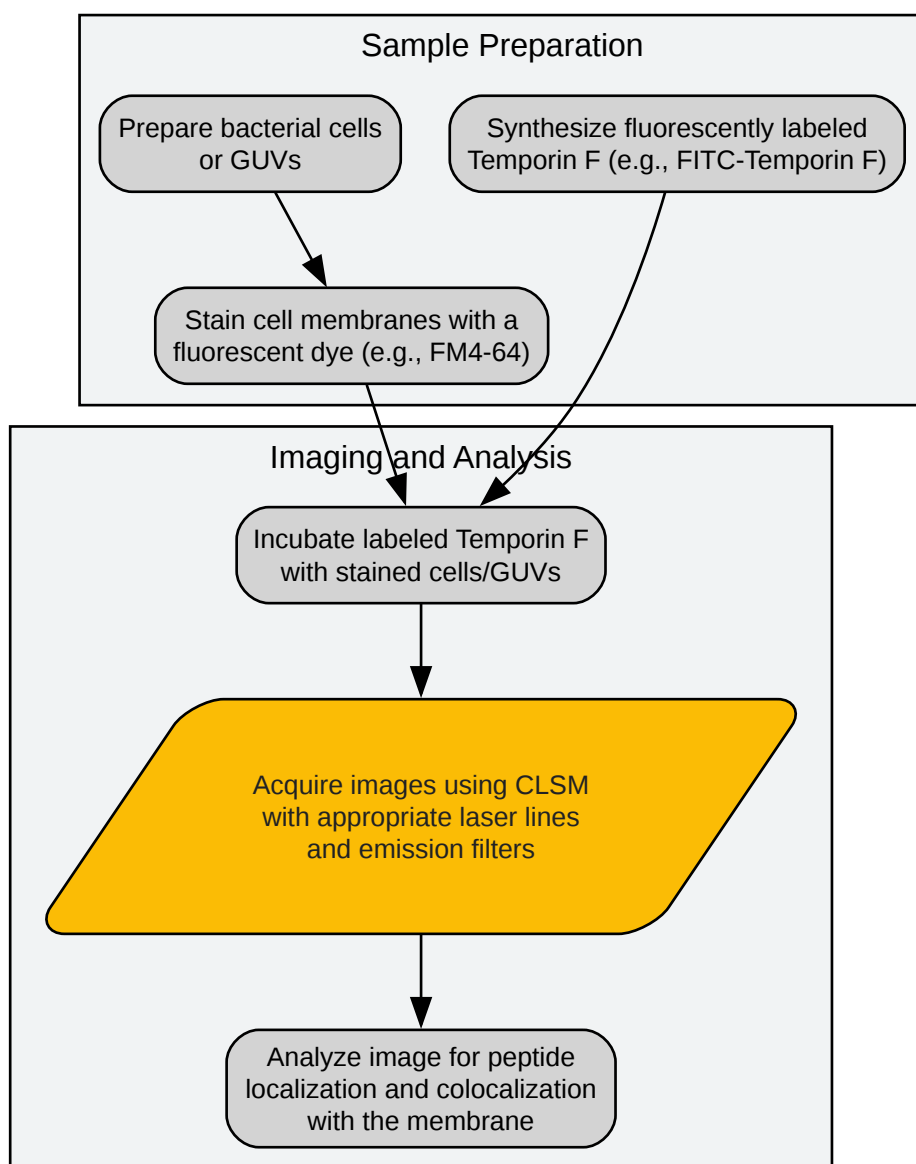 Sample Preparation
Prepare bacterial cells
or GUVs
Synthesize fluorescently labeled
Temporin F (e.g., FITC-Temporin F)
Stain cell membranes with a
fluorescent dye (e.g., FM4-64)
Imaging and Analysis
Incubate labeled Temporin F
with stained cells/GUVs
Acquire images using CLSM
with appropriate laser lines
and emission filters
Analyze image for peptide
localization and colocalization
with the membrane